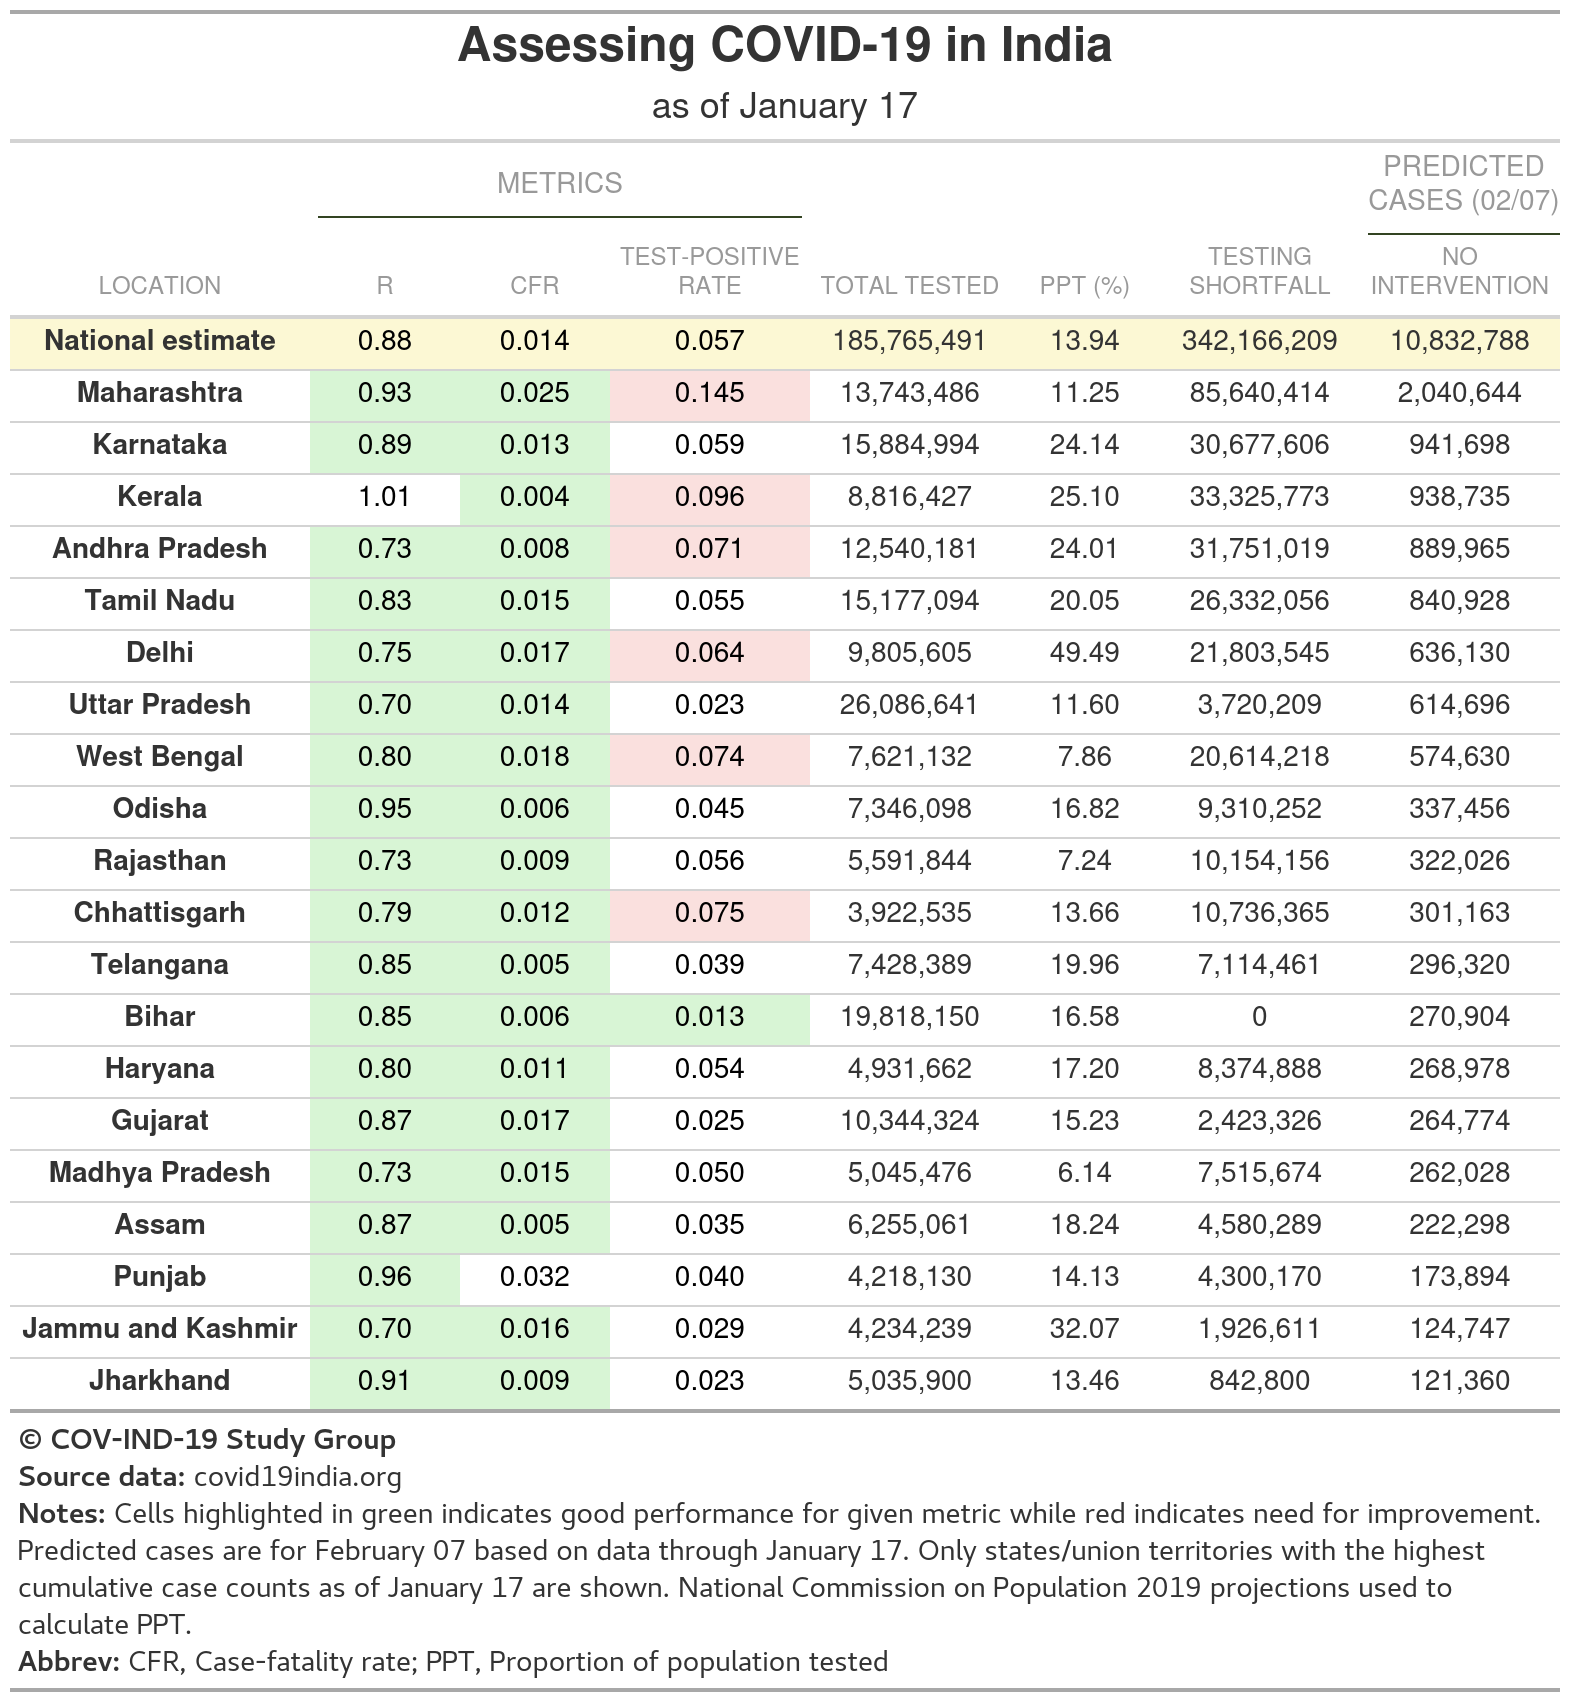 Assessing COVID-19 in India
as of January 17
METRICS PREDICTED CASES (02/07)
LOCATION R CFR TEST-POSITIVE RATE TOTAL TESTED PPT (%) TESTING SHORTFALL NO INTERVENTION
National estimate 0.88 0.014 0.057 185,765,491 13.94 342,166,209 10,832,788
Maharashtra 0.93 0.025 0.145 13,743,486 11.25 85,640,414 2,040,644
Karnataka 0.89 0.013 0.059 15,884,994 24.14 30,677,606 941,698
Kerala 1.01 0.004 0.096 8,816,427 25.10 33,325,773 938,735
Andhra Pradesh 0.73 0.008 0.071 12,540,181 24.01 31,751,019 889,965
Tamil Nadu 0.83 0.015 0.055 15,177,094 20.05 26,332,056 840,928
Delhi 0.75 0.017 0.064 9,805,605 49.49 21,803,545 636,130
Uttar Pradesh 0.70 0.014 0.023 26,086,641 11.60 3,720,209 614,696
West Bengal 0.80 0.018 0.074 7,621,132 7.86 20,614,218 574,630
Odisha 0.95 0.006 0.045 7,346,098 16.82 9,310,252 337,456
Rajasthan 0.73 0.009 0.056 5,591,844 7.24 10,154,156 322,026
Chhattisgarh 0.79 0.012 0.075 3,922,535 13.66 10,736,365 301,163
Telangana 0.85 0.005 0.039 7,428,389 19.96 7,114,461 296,320
Bihar 0.85 0.006 0.013 19,818,150 16.58 0 270,904
Haryana 0.80 0.011 0.054 4,931,662 17.20 8,374,888 268,978
Gujarat 0.87 0.017 0.025 10,344,324 15.23 2,423,326 264,774
Madhya Pradesh 0.73 0.015 0.050 5,045,476 6.14 7,515,674 262,028
Assam 0.87 0.005 0.035 6,255,061 18.24 4,580,289 222,298
Punjab 0.96 0.032 0.040 4,218,130 14.13 4,300,170 173,894
Jammu and Kashmir 0.70 0.016 0.029 4,234,239 32.07 1,926,611 124,747
Jharkhand 0.91 0.009 0.023 5,035,900 13.46 842,800 121,360
© COV-IND-19 Study Group
Source data: covid19india.org
Notes: Cells highlighted in green indicates good performance for given metric while red indicates need for improvement.
Predicted cases are for February 07 based on data through January 17. Only states/union territories with the highest
cumulative case counts as of January 17 are shown. National Commission on Population 2019 projections used to
calculate PPT.
Abbrev: CFR, Case-fatality rate; PPT, Proportion of population tested